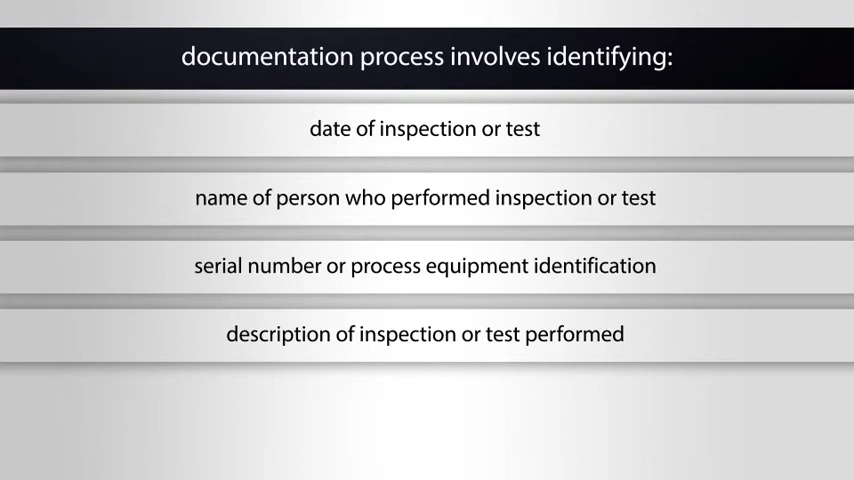 documentation process involves identifying:
date of inspection or test
name of person who performed inspection or test
serial number or process equipment identification
description of inspection or test performed